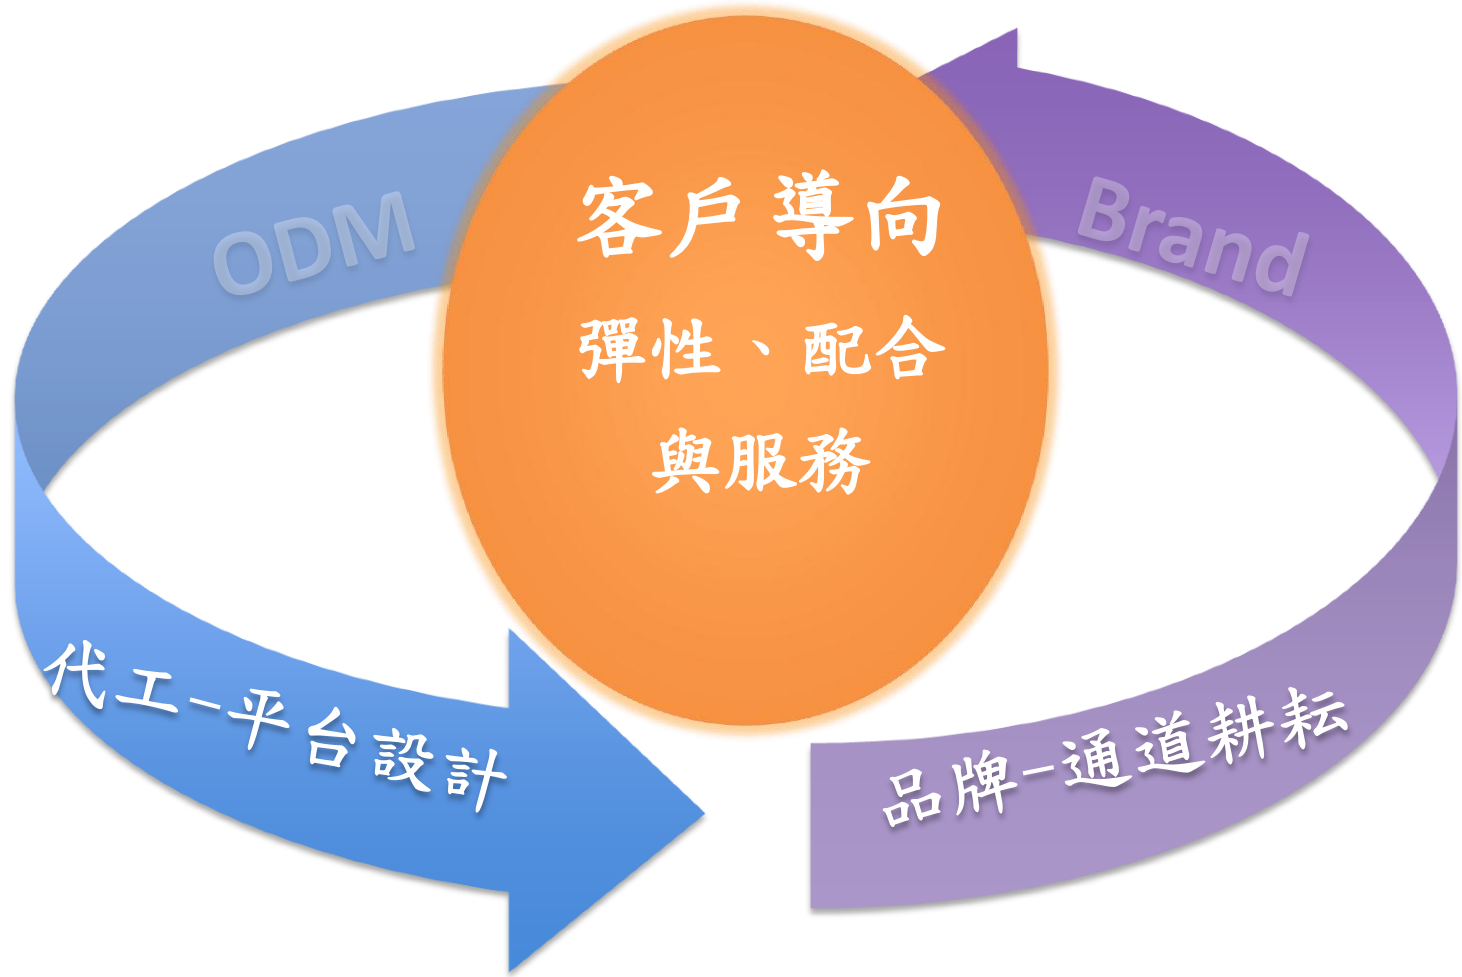 客戶導向
彈性、配合
與服務
ODM
Brand
代工-平台設計
品牌-通道耕耘